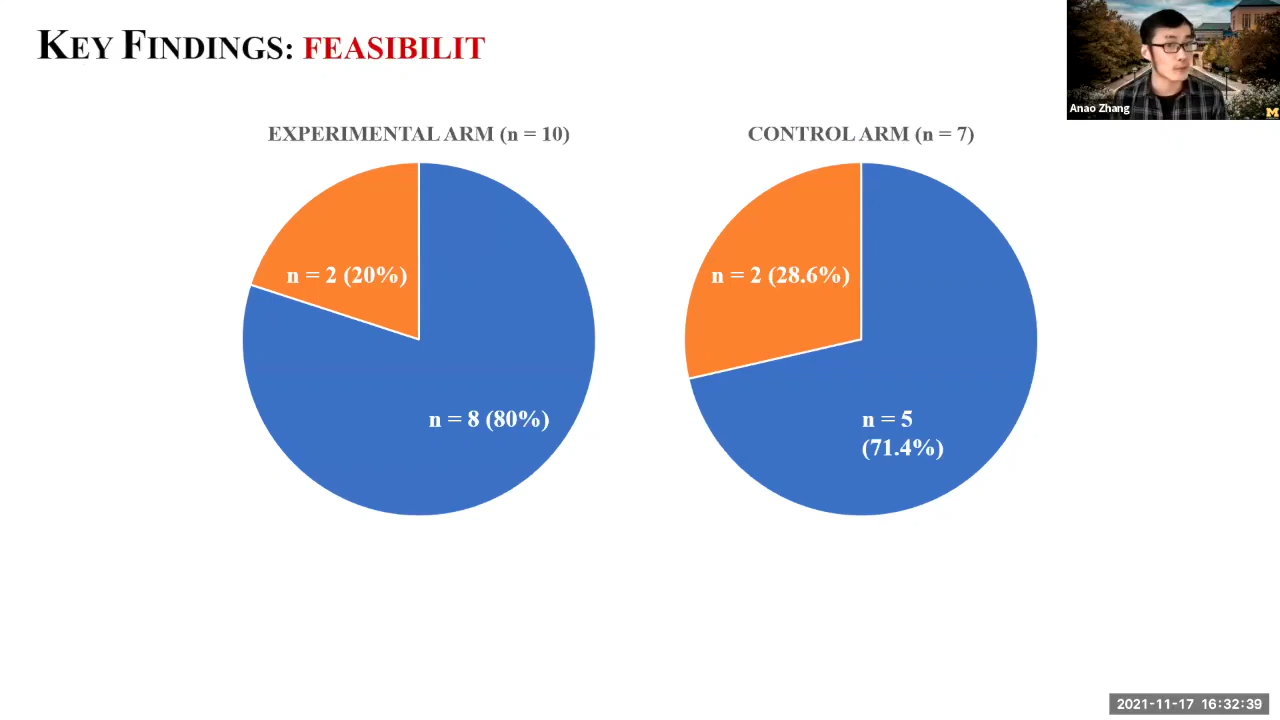 KEY FINDINGS: FEASIBILIT
Anao Zhang
M
EXPERIMENTAL ARM (n = 10)
CONTROL ARM (n = 7)
n = 2 (20%)
n = 8 (80%)
n = 2 (28.6%)
n = 5
(71.4%)
2021-11-17 16:32:39